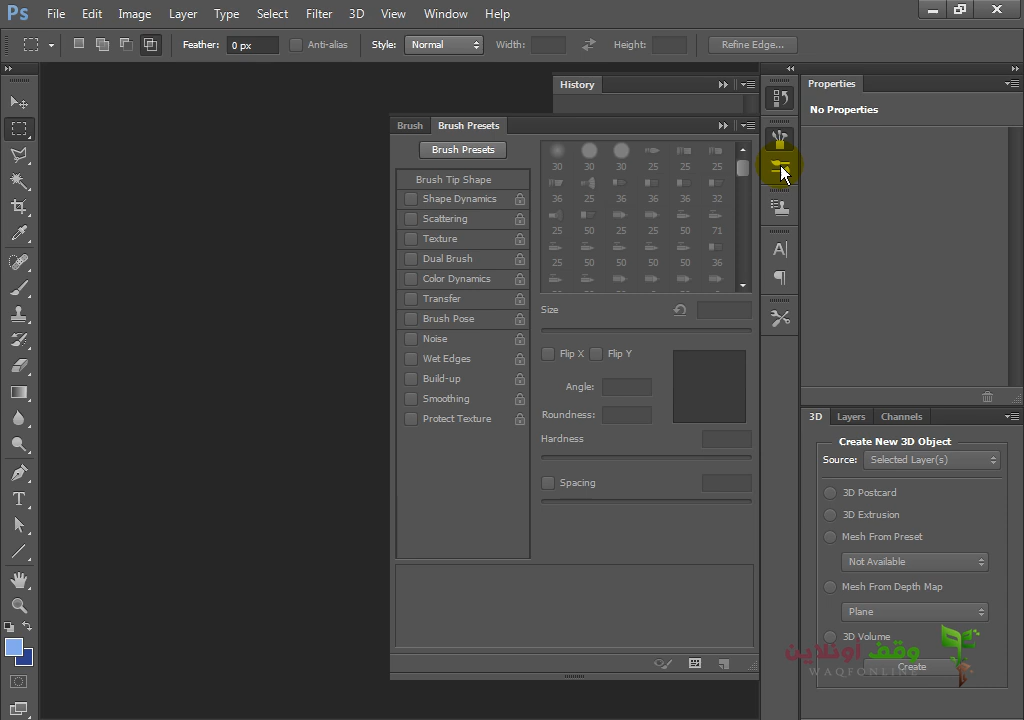 Ps File Edit Image Layer Type Select Filter 3D View Window Help
Feather: 0 px Anti-alias Style: Normal Width: Height: Refine Edge...
History
Properties
No Properties
Brush Brush Presets
Brush Presets
Brush Tip Shape
Shape Dynamics
Scattering
Texture
Dual Brush
Color Dynamics
Transfer
Brush Pose
Noise
Wet Edges
Build-up
Smoothing
Protect Texture
30 30 30 25 25 25
36 25 36 36 36 32
25 50 25 25 50 71
25 50 50 50 50 36
Size
Flip X Flip Y
Angle:
Roundness:
Hardness
Spacing
A
T
3D Layers Channels
Create New 3D Object
Source: Selected Layer(s)
3D Postcard
3D Extrusion
Mesh From Preset
Not Available
Mesh From Depth Map
Plane
3D Volume
Create
وقف أونلاين
WAQFONLINE